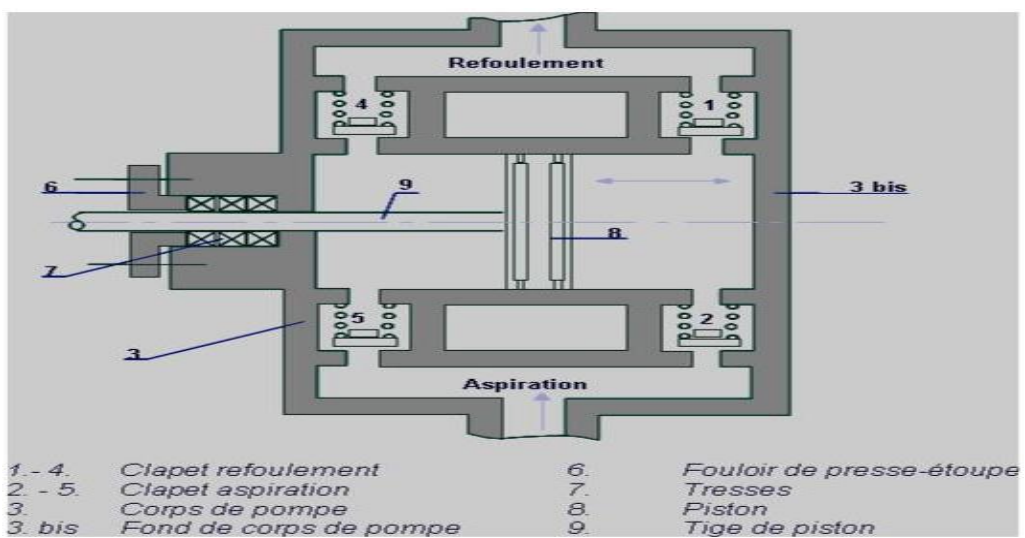 Refoulement
4
1
6
9
3 bis
8
7
5
2
3
Aspiration
1.- 4. Clapet refoulement
2. - 5. Clapet aspiration
3. Corps de pompe
3. bis Fond de corps de pompe
6. Fouloir de presse-étoupe
7. Tresses
8. Piston
9. Tige de piston